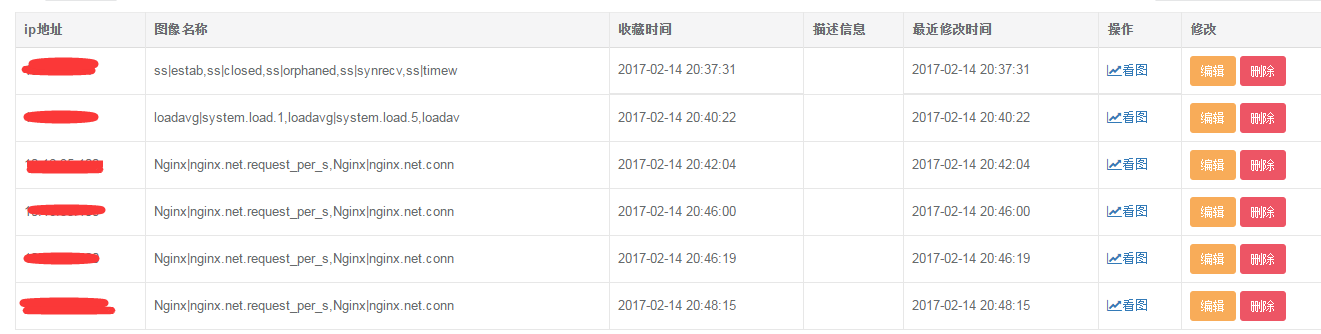 ip地址 图像名称 收藏时间 描述信息 最近修改时间 操作 修改
ss|estab,ss|closed,ss|orphaned,ss|synrecv,ss|timew 2017-02-14 20:37:31 2017-02-14 20:37:31 看图 编辑 删除
loadavg|system.load.1,loadavg|system.load.5,loadav 2017-02-14 20:40:22 2017-02-14 20:40:22 看图 编辑 删除
Nginx|nginx.net.request_per_s,Nginx|nginx.net.conn 2017-02-14 20:42:04 2017-02-14 20:42:04 看图 编辑 删除
Nginx|nginx.net.request_per_s,Nginx|nginx.net.conn 2017-02-14 20:46:00 2017-02-14 20:46:00 看图 编辑 删除
Nginx|nginx.net.request_per_s,Nginx|nginx.net.conn 2017-02-14 20:46:19 2017-02-14 20:46:19 看图 编辑 删除
Nginx|nginx.net.request_per_s,Nginx|nginx.net.conn 2017-02-14 20:48:15 2017-02-14 20:48:15 看图 编辑 删除